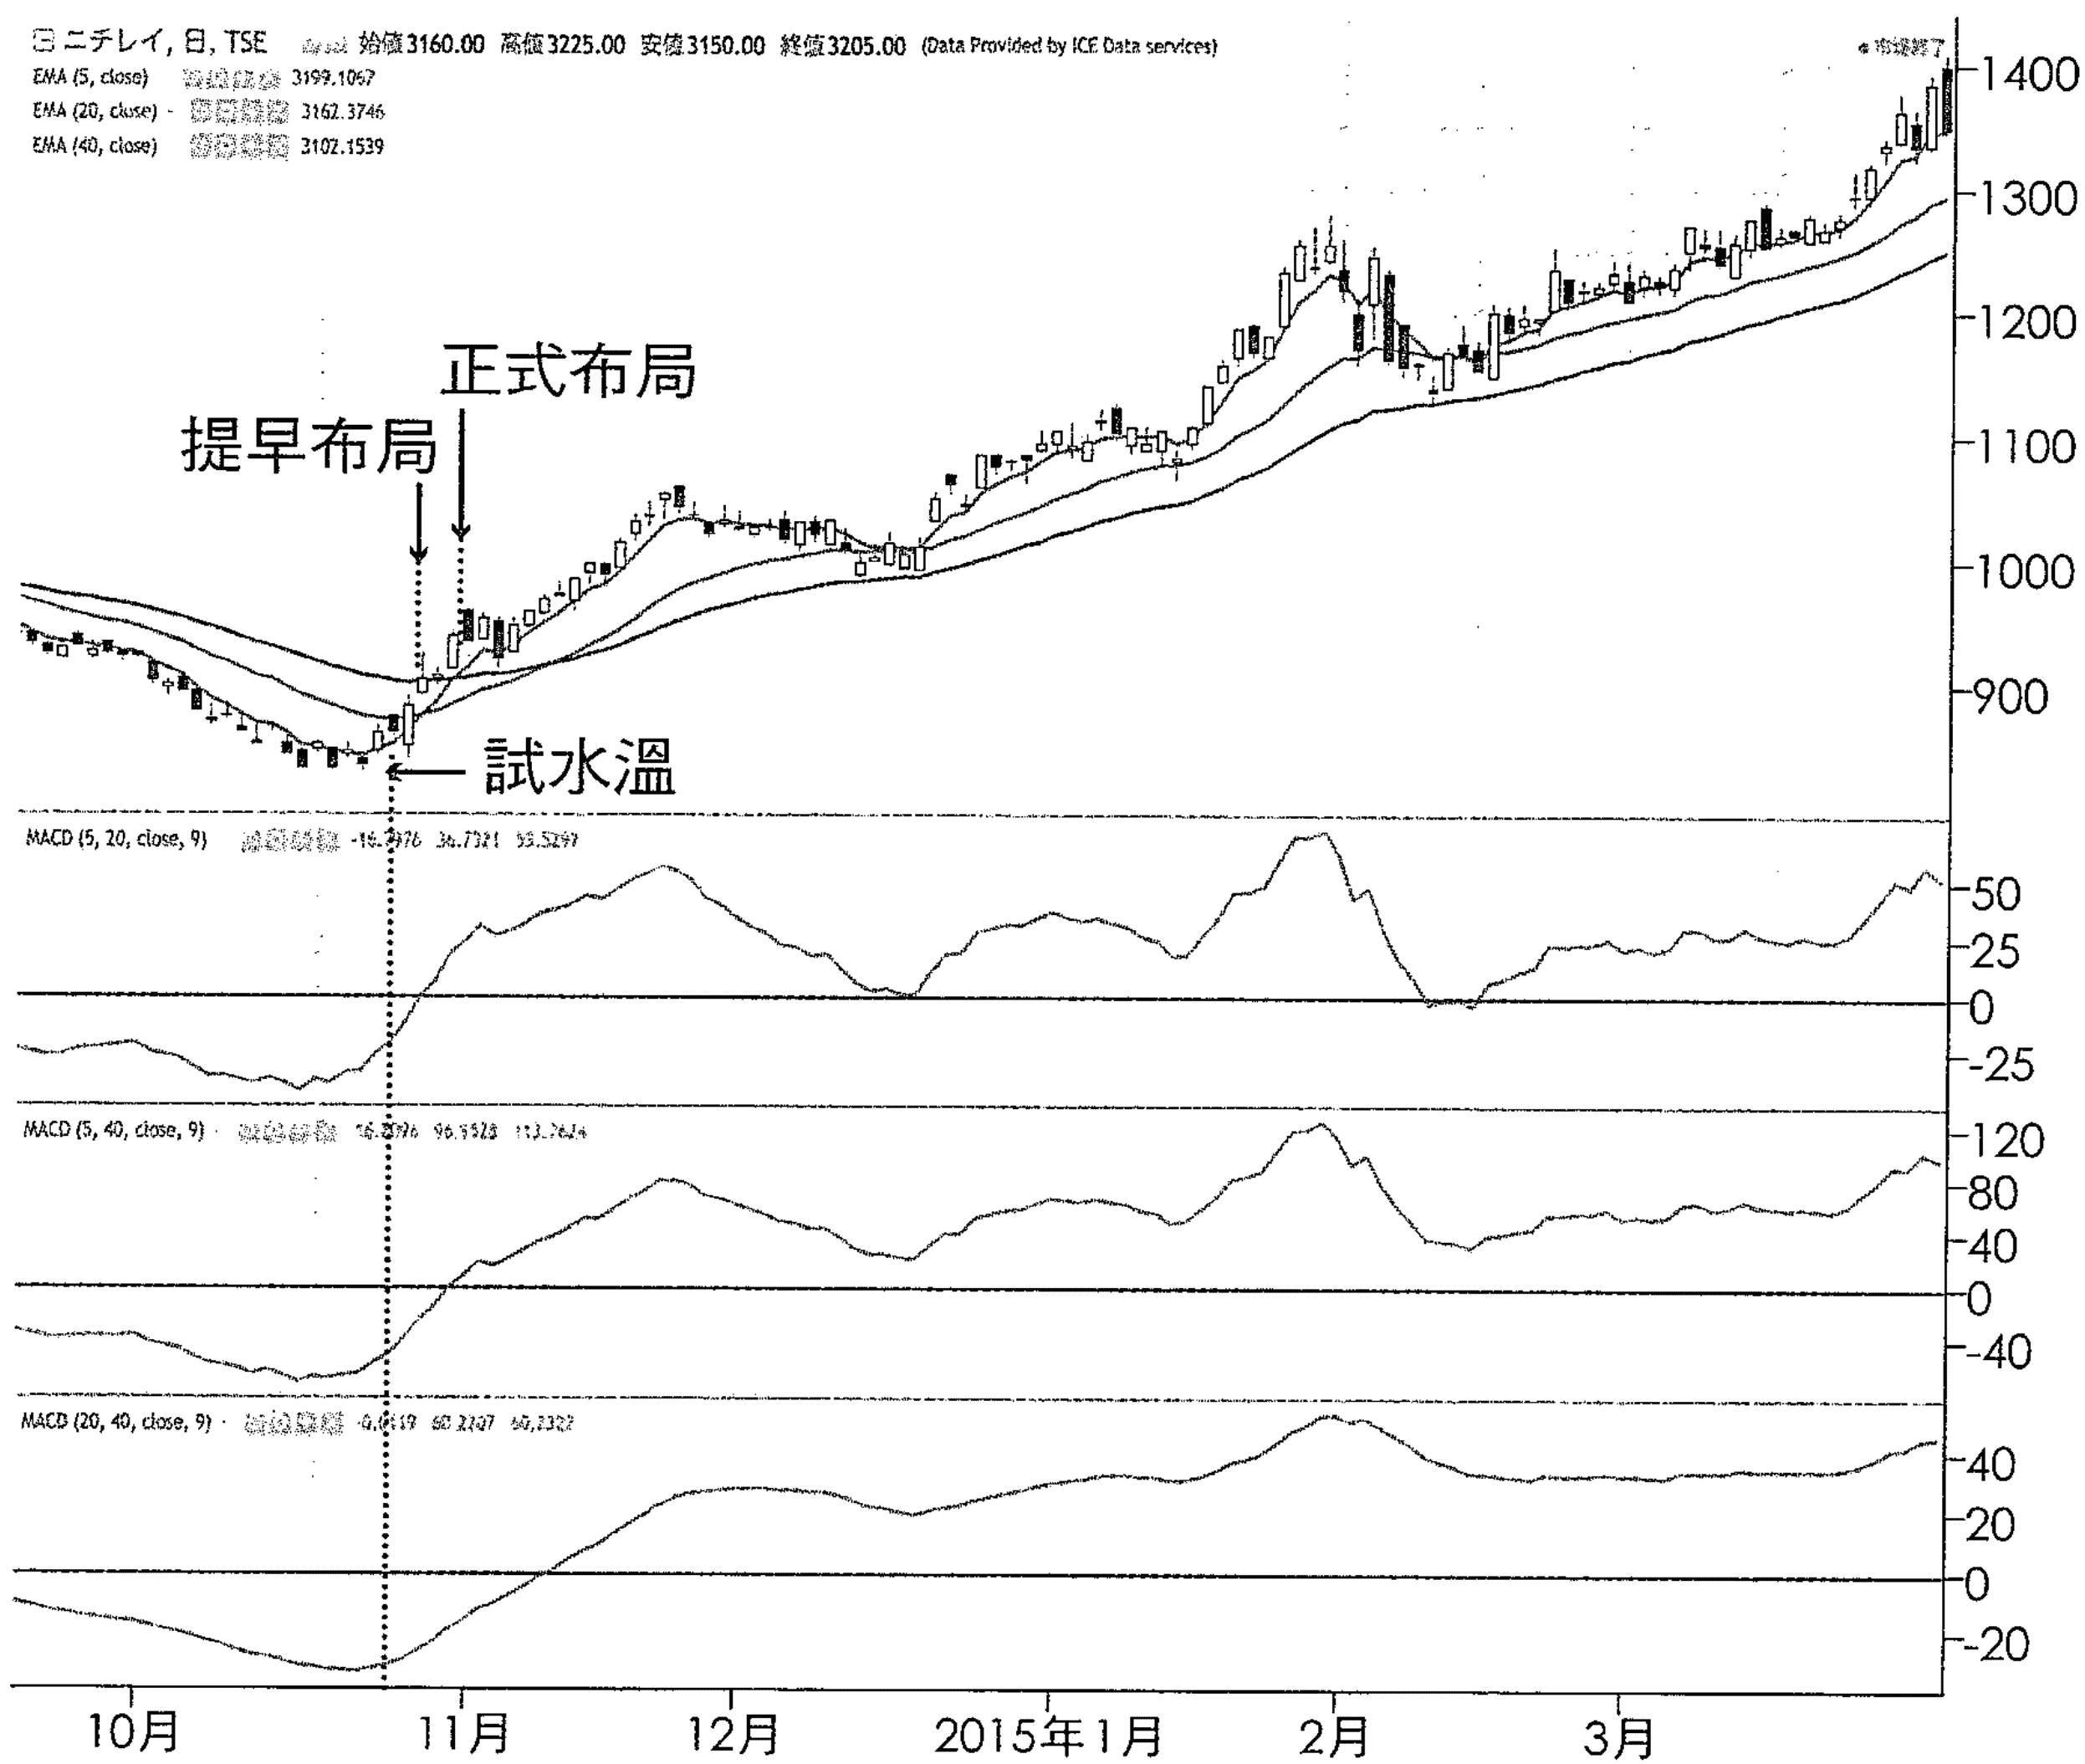 ニチレイ, 日, TSE 始値3160.00 高値3225.00 安値3150.00 終値3205.00 (Data Provided by ICE Data services)
市場終了
EMA (5, close) 3199.1067
EMA (20, close) 3162.3746
EMA (40, close) 3102.1539
1400
1300
1200
1100
1000
900
正式布局
提早布局
試水溫
MACD (5, 20, close, 9)
50
25
0
-25
MACD (5, 40, close, 9)
120
80
40
0
-40
MACD (20, 40, close, 9)
40
20
0
-20
10月 11月 12月 2015年1月 2月 3月